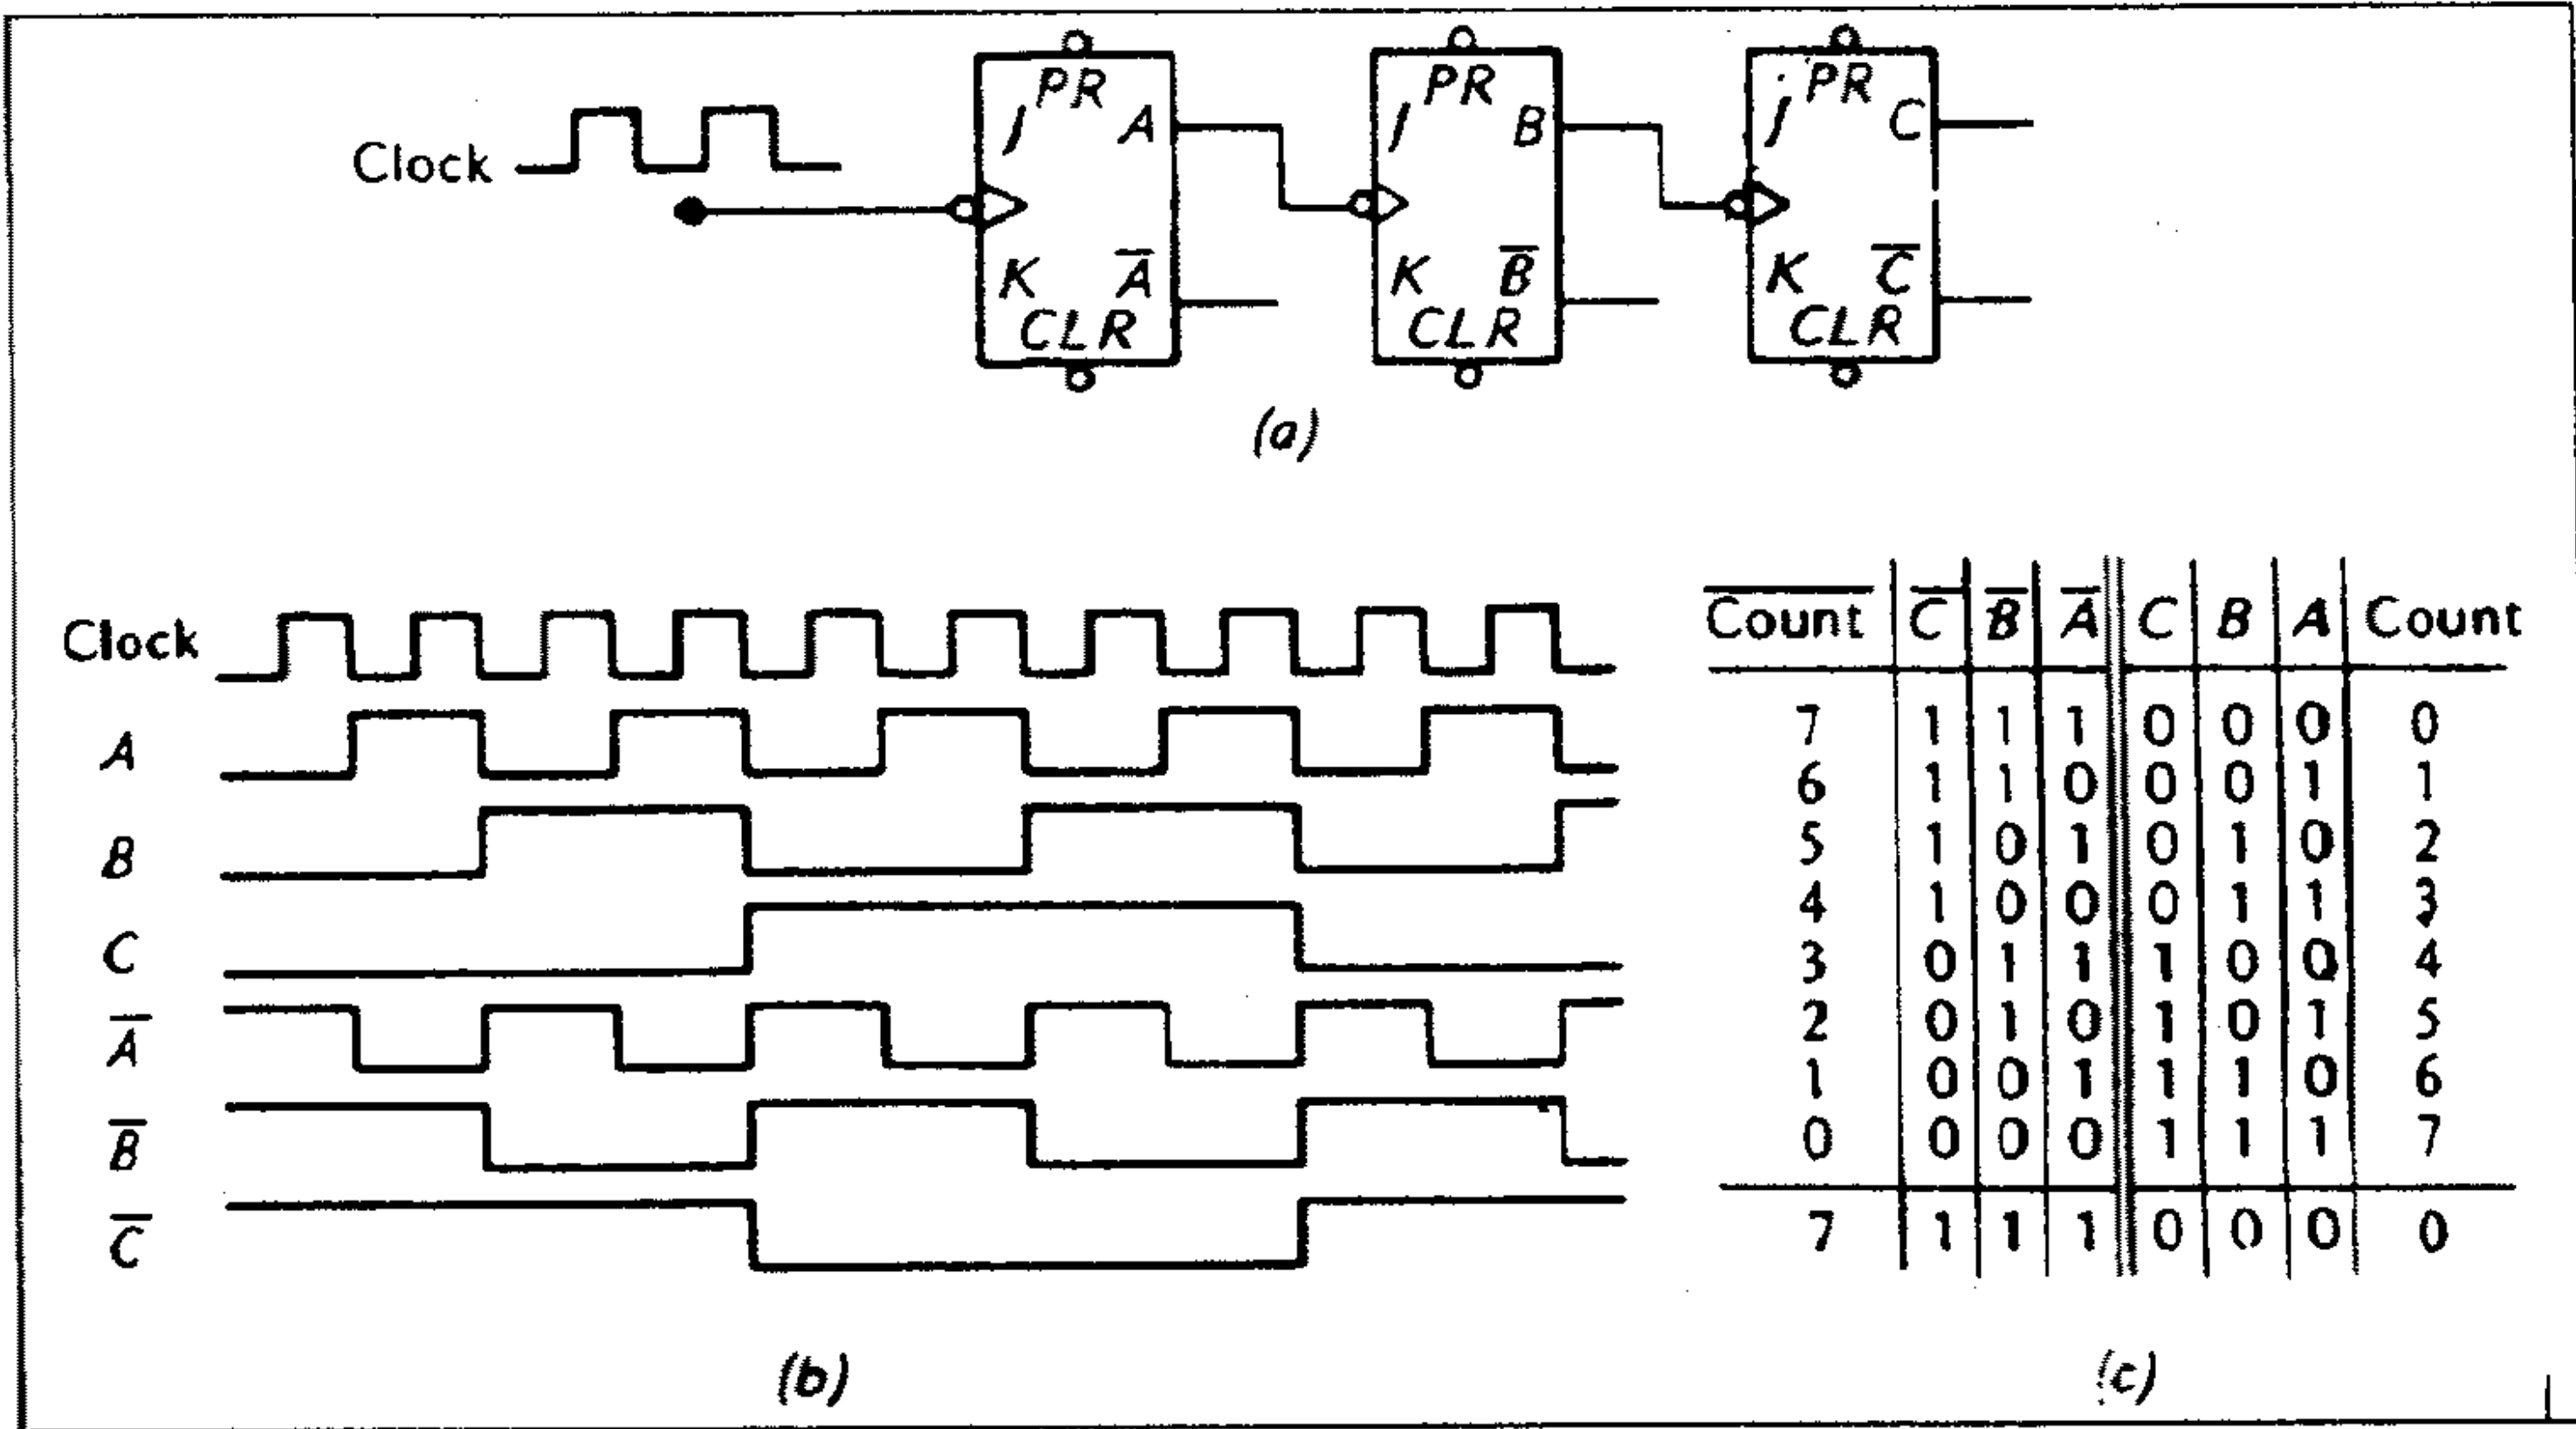 PR PR PR
J A J B J C
Clock
K A̅ K B̅ K C̅
CLR CLR CLR
(a)
Clock
A
B
C
A̅
B̅
C̅
(b)
C̅o̅u̅n̅t̅ C̅ B̅ A̅ C B A Count
7 1 1 1 0 0 0 0
6 1 1 0 0 0 1 1
5 1 0 1 0 1 0 2
4 1 0 0 0 1 1 3
3 0 1 1 1 0 0 4
2 0 1 0 1 0 1 5
1 0 0 1 1 1 0 6
0 0 0 0 1 1 1 7
7 1 1 1 0 0 0 0
(c)